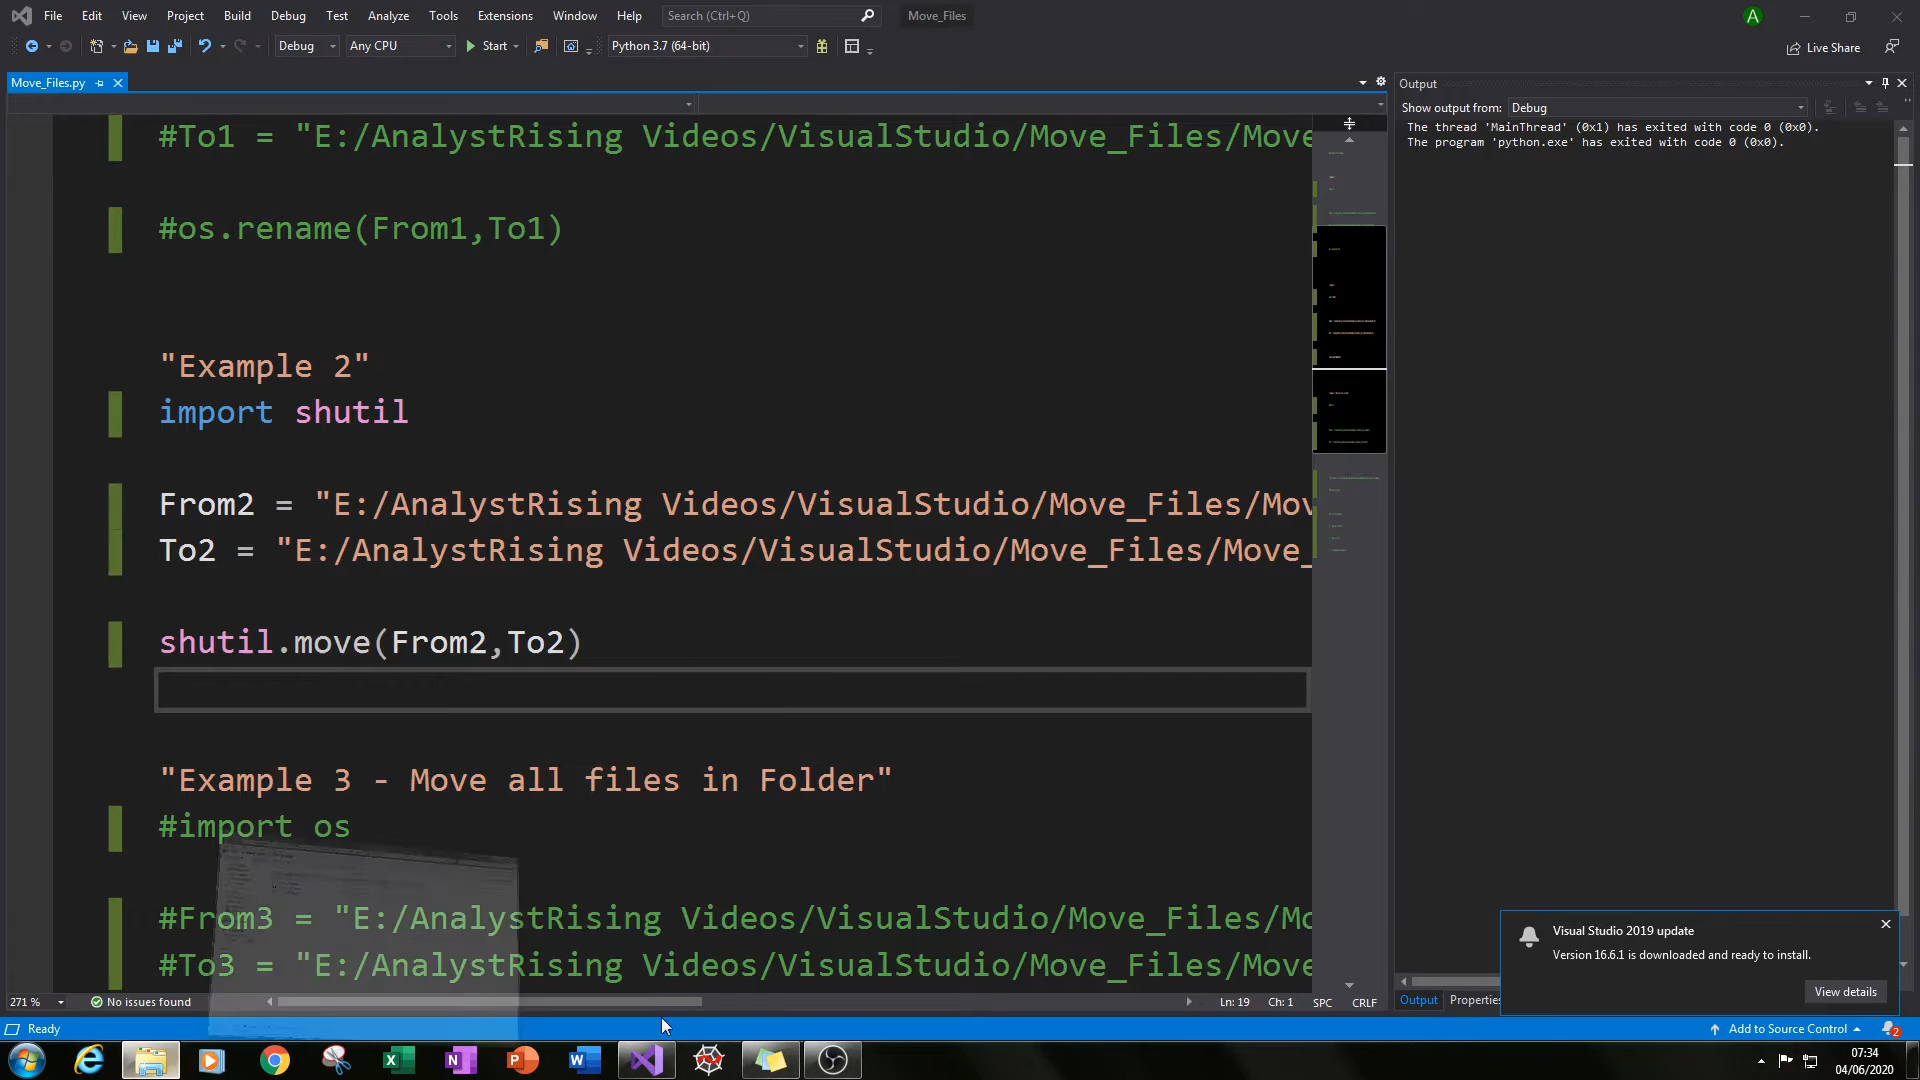 File Edit View Project Build Debug Test Analyze Tools Extensions Window Help Search (Ctrl+Q) Move_Files A
Debug Any CPU Start Python 3.7 (64-bit) Live Share
Move_Files.py
Output
Show output from: Debug
The thread 'MainThread' (0x1) has exited with code 0 (0x0).
The program 'python.exe' has exited with code 0 (0x0).
#To1 = "E:/AnalystRising Videos/VisualStudio/Move_Files/Move
#os.rename(From1,To1)
"Example 2"
import shutil
From2 = "E:/AnalystRising Videos/VisualStudio/Move_Files/Mov
To2 = "E:/AnalystRising Videos/VisualStudio/Move_Files/Move_
shutil.move(From2,To2)
"Example 3 - Move all files in Folder"
#import os
#From3 = "E:/AnalystRising Videos/VisualStudio/Move_Files/Mo
#To3 = "E:/AnalystRising Videos/VisualStudio/Move_Files/Move
Visual Studio 2019 update
Version 16.6.1 is downloaded and ready to install.
View details
271 % No issues found Ln: 19 Ch: 1 SPC CRLF
Output Properties
Ready Add to Source Control 2
07:34
04/06/2020